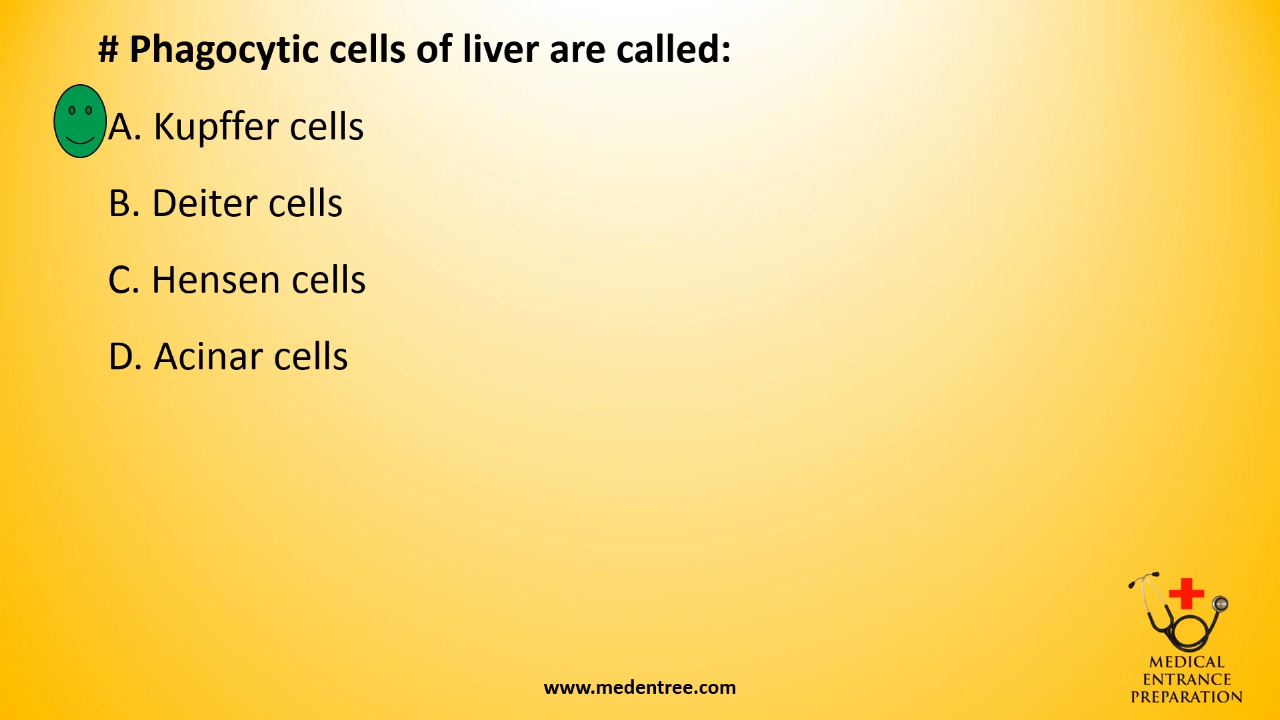 # Phagocytic cells of liver are called:
A. Kupffer cells
B. Deiter cells
C. Hensen cells
D. Acinar cells
MEDICAL
ENTRANCE
PREPARATION
www.medentree.com